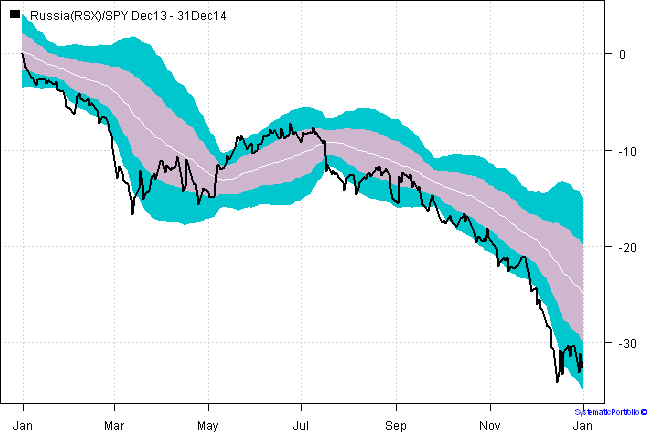 Russia(RSX)/SPY Dec13 - 31Dec14
0
-10
-20
-30
Jan Mar May Jul Sep Nov Jan
SystematicPortfolio ©